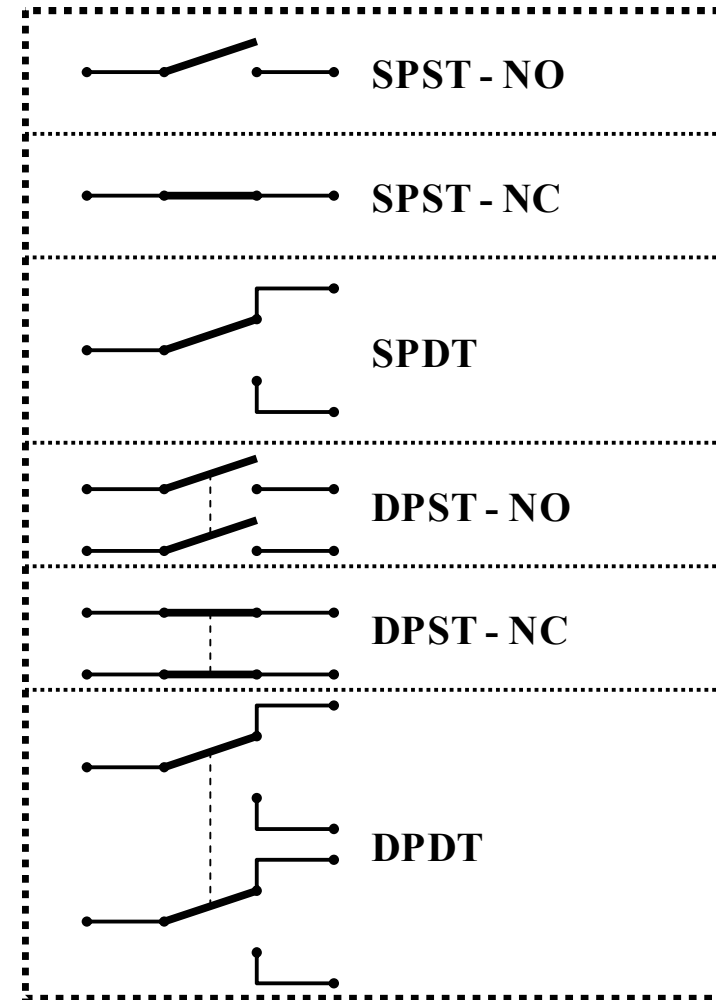 SPST - NO
SPST - NC
SPDT
DPST - NO
DPST - NC
DPDT